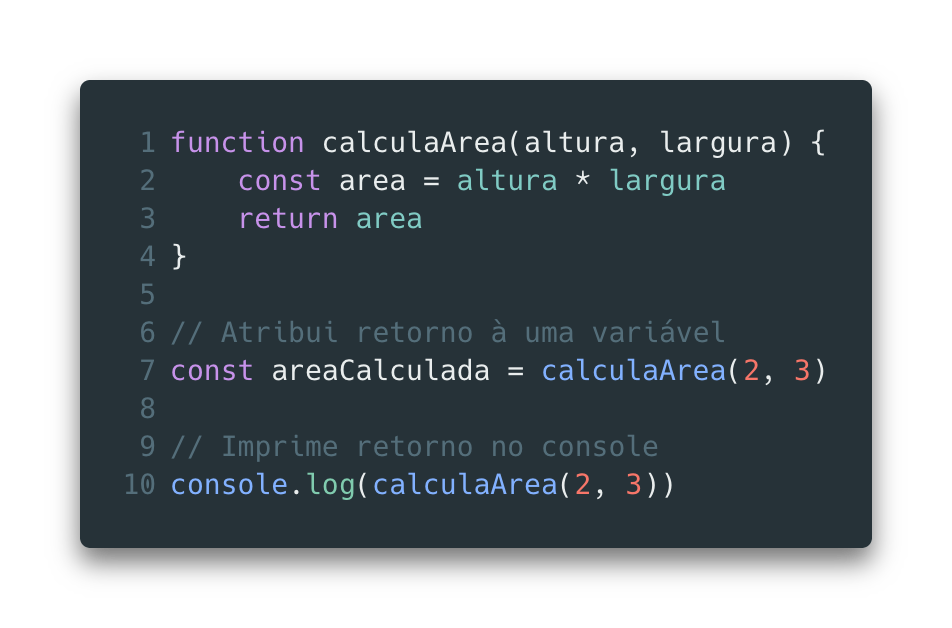 1 function calculaArea(altura, largura) {
2     const area = altura * largura
3     return area
4 }
5
6 // Atribui retorno à uma variável
7 const areaCalculada = calculaArea(2, 3)
8
9 // Imprime retorno no console
10 console.log(calculaArea(2, 3))